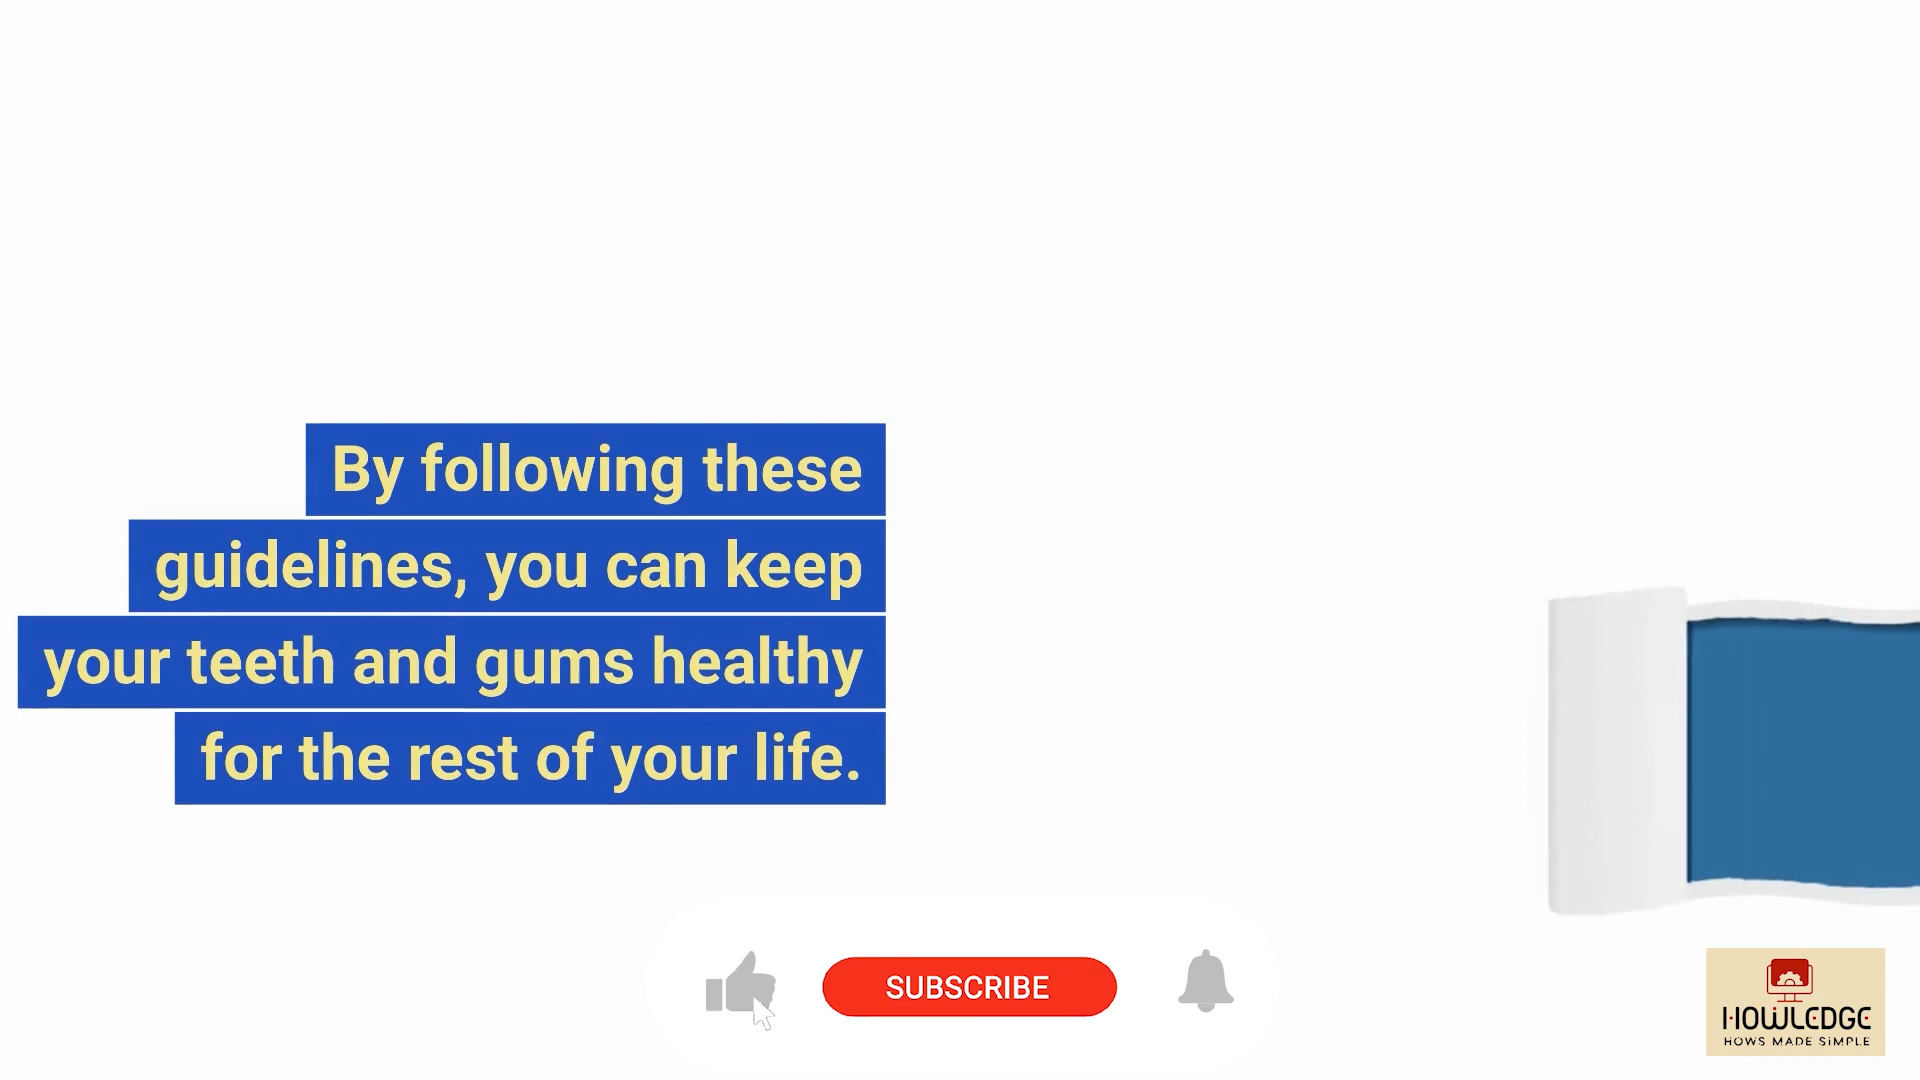 By following these
guidelines, you can keep
your teeth and gums healthy
for the rest of your life.
SUBSCRIBE
HOWLEDGE
HOWS MADE SiMPLE